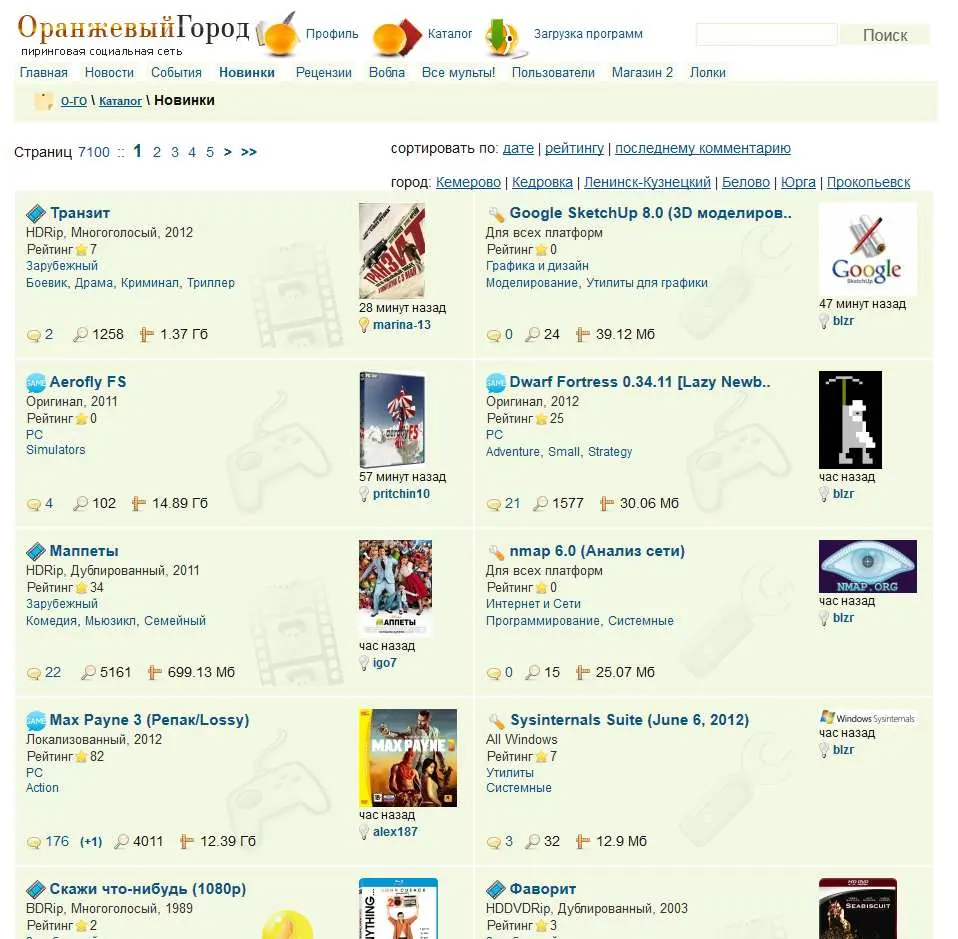 ОранжевыйГород
пиринговая социальная сеть
Профиль
Каталог
Загрузка программ
Поиск
Главная Новости События Новинки Рецензии Вобла Все мульты! Пользователи Магазин 2 Лолки
О-ГО \ Каталог \ Новинки
Страниц 7100 :: 1 2 3 4 5 > >>
сортировать по: дате | рейтингу | последнему комментарию
город: Кемерово | Кедровка | Ленинск-Кузнецкий | Белово | Юрга | Прокопьевск
Транзит
HDRip, Многоголосый, 2012
Рейтинг 7
Зарубежный
Боевик, Драма, Криминал, Триллер
2 1258 1.37 Гб
ТРАНЗИТ
28 минут назад
marina-13
Google SketchUp 8.0 (3D моделиров..
Для всех платформ
Рейтинг 0
Графика и дизайн
Моделирование, Утилиты для графики
0 24 39.12 Мб
Google
SketchUp
47 минут назад
blzr
GAME
Aerofly FS
Оригинал, 2011
Рейтинг 0
PC
Simulators
4 102 14.89 Гб
57 минут назад
pritchin10
GAME
Dwarf Fortress 0.34.11 [Lazy Newb..
Оригинал, 2012
Рейтинг 25
PC
Adventure, Small, Strategy
21 1577 30.06 Мб
час назад
blzr
Маппеты
HDRip, Дублированный, 2011
Рейтинг 34
Зарубежный
Комедия, Мьюзикл, Семейный
22 5161 699.13 Мб
МАППЕТЫ
час назад
igo7
nmap 6.0 (Анализ сети)
Для всех платформ
Рейтинг 0
Интернет и Сети
Программирование, Системные
0 15 25.07 Мб
NMAP.ORG
час назад
blzr
GAME
Max Payne 3 (Репак/Lossy)
Локализованный, 2012
Рейтинг 82
PC
Action
176 (+1) 4011 12.39 Гб
MAX PAYNE 3
час назад
alex187
Sysinternals Suite (June 6, 2012)
All Windows
Рейтинг 7
Утилиты
Системные
3 32 12.9 Мб
Windows Sysinternals
час назад
blzr
Скажи что-нибудь (1080p)
BDRip, Многоголосый, 1989
Рейтинг 2
JOHN CUSACK
Фаворит
HDDVDRip, Дублированный, 2003
Рейтинг 3
HD DVD
SEABISCUIT